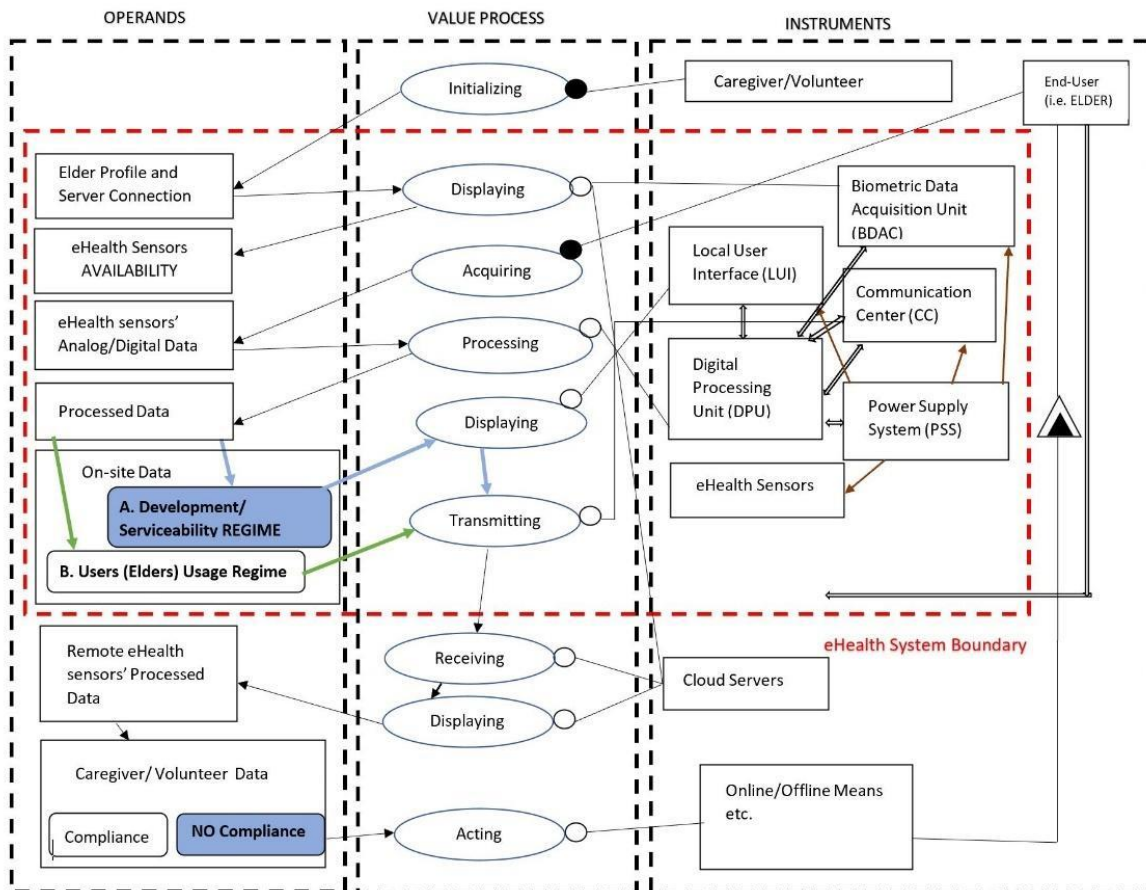 OPERANDS
VALUE PROCESS
INSTRUMENTS
Initializing
Caregiver/Volunteer
End-User
(i.e. ELDER)
Elder Profile and
Server Connection
Displaying
Biometric Data
Acquisition Unit
(BDAC)
eHealth Sensors
AVAILABILITY
Acquiring
Local User
Interface (LUI)
Communication
Center (CC)
eHealth sensors'
Analog/Digital Data
Processing
Digital
Processing
Unit (DPU)
Processed Data
Displaying
Power Supply
System (PSS)
On-site Data
A. Development/
Serviceability REGIME
eHealth Sensors
Transmitting
B. Users (Elders) Usage Regime
eHealth System Boundary
Remote eHealth
sensors' Processed
Data
Receiving
Cloud Servers
Displaying
Caregiver/ Volunteer Data
Online/Offline Means
etc.
Compliance
NO Compliance
Acting